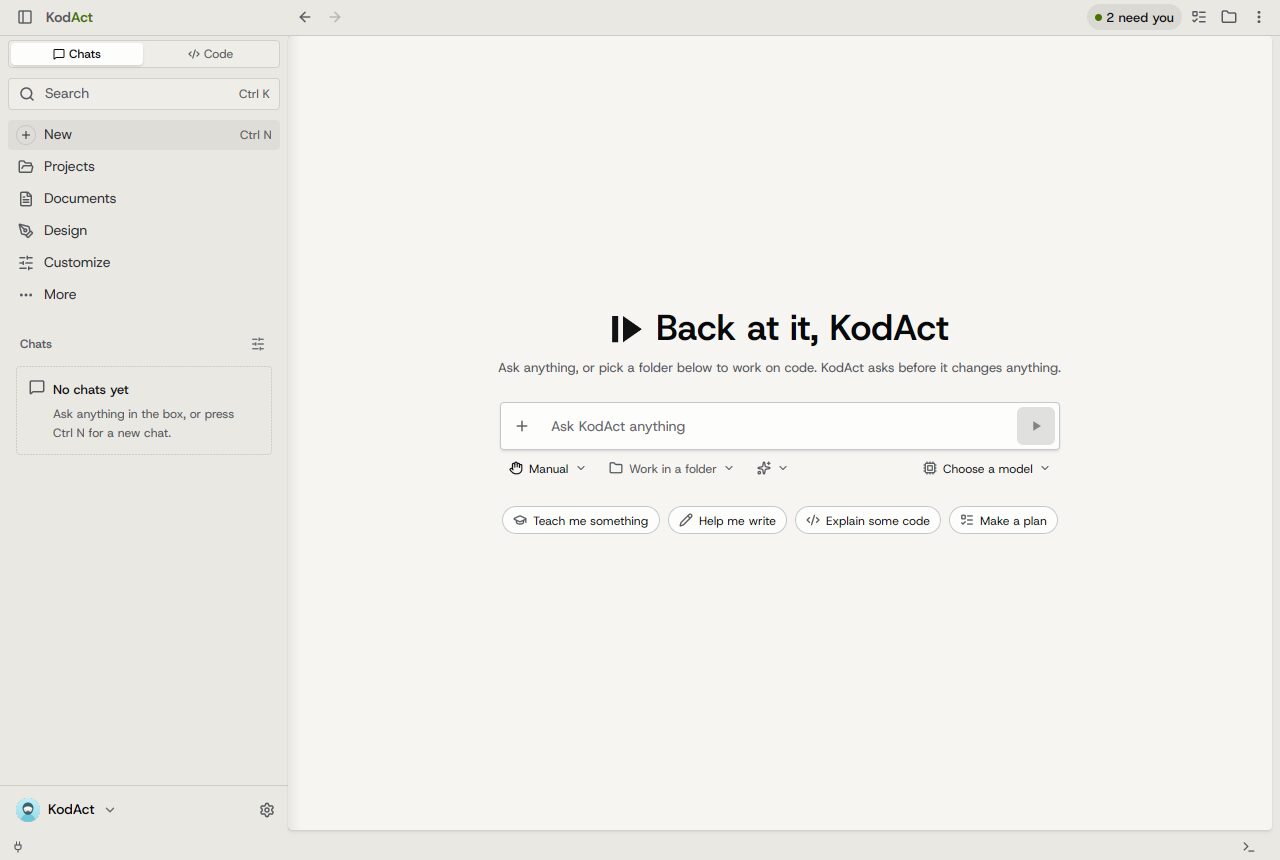 KodAct
2 need you
Chats
Code
Search
Ctrl K
New
Ctrl N
Projects
Documents
Design
Customize
More
Chats
No chats yet
Ask anything in the box, or press
Ctrl N for a new chat.
Back at it, KodAct
Ask anything, or pick a folder below to work on code. KodAct asks before it changes anything.
Ask KodAct anything
Manual
Work in a folder
Choose a model
Teach me something
Help me write
Explain some code
Make a plan
KodAct